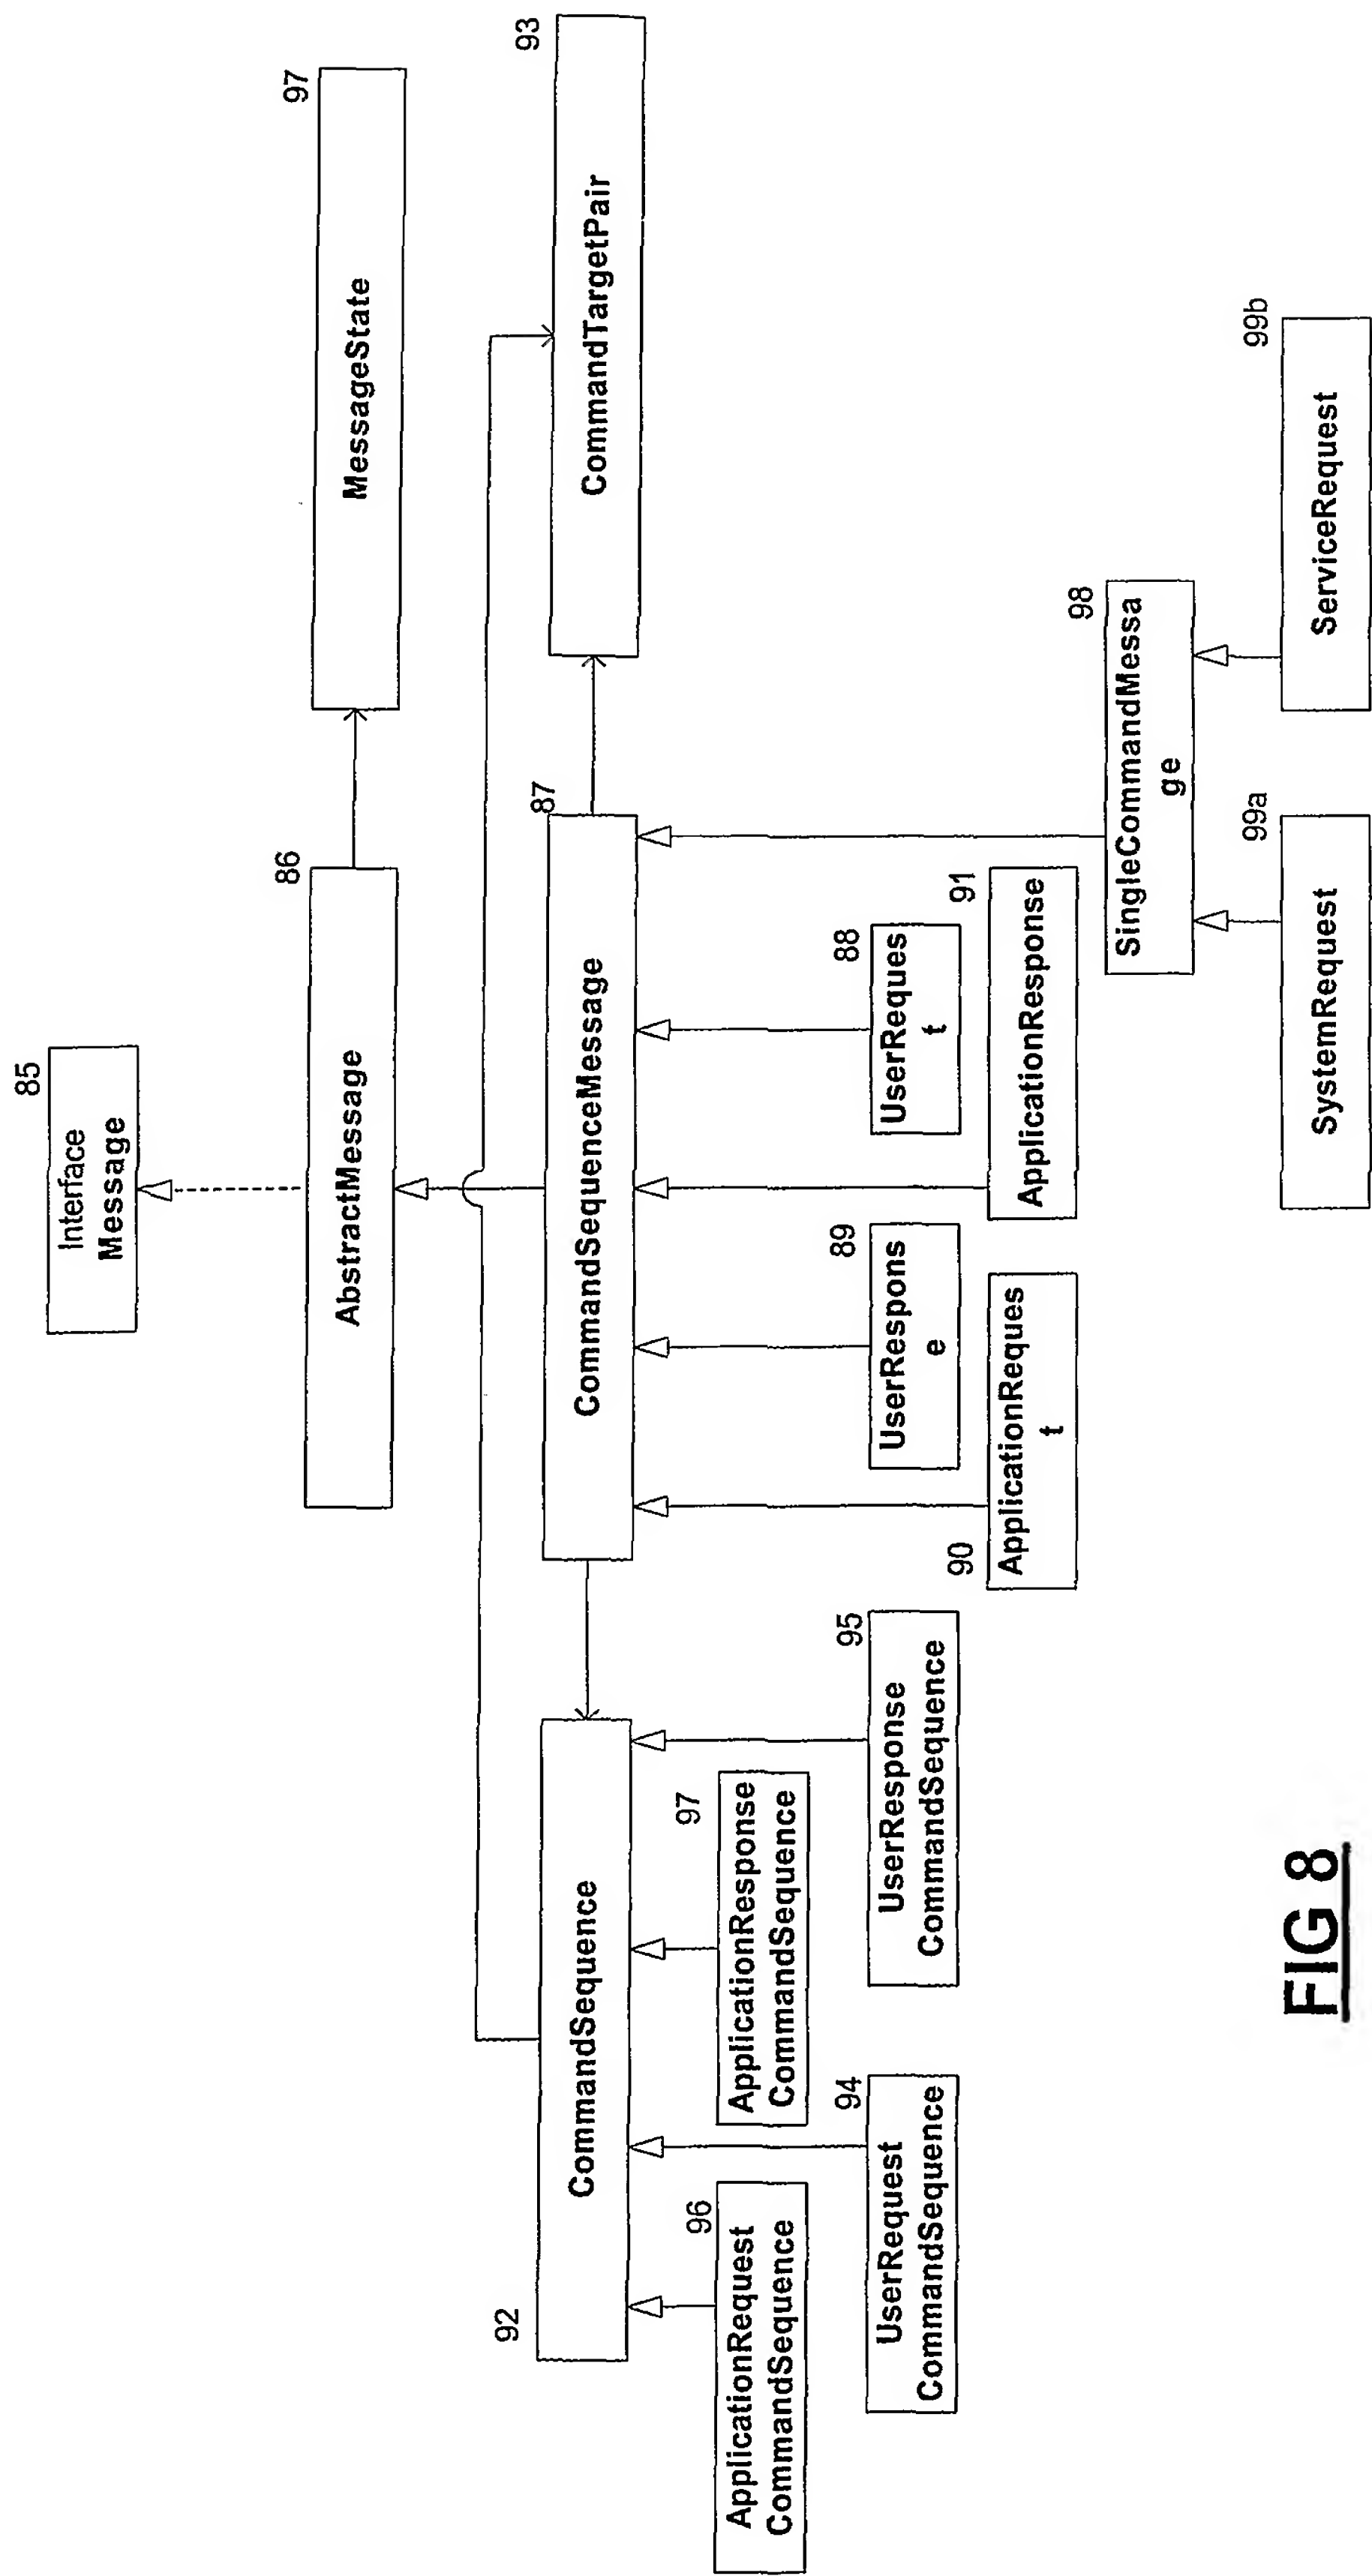 85
Interface
Message
86
AbstractMessage
97
MessageState
92
CommandSequence
87
CommandSequenceMessage
93
CommandTargetPair
96
ApplicationRequest
CommandSequence
97
ApplicationResponse
CommandSequence
94
UserRequest
CommandSequence
95
UserResponse
CommandSequence
89
UserRespons
e
88
UserReques
t
90
ApplicationReques
t
91
ApplicationResponse
98
SingleCommandMessa
ge
99a
SystemRequest
99b
ServiceRequest
FIG 8